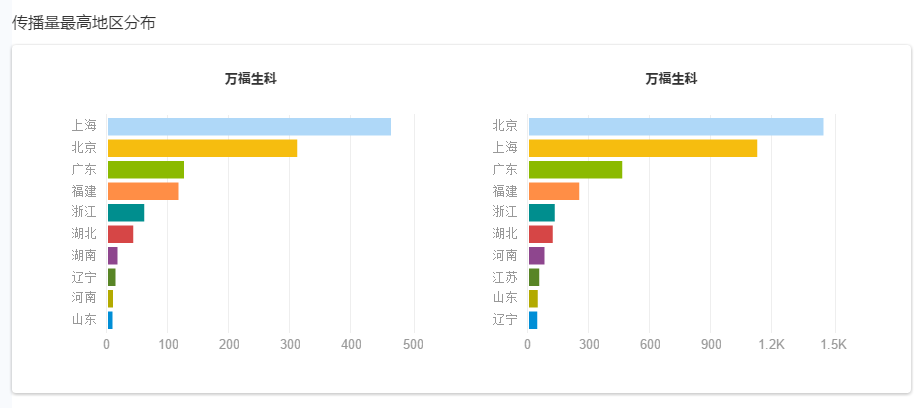 传播量最高地区分布
万福生科
上海
北京
广东
福建
浙江
湖北
湖南
辽宁
河南
山东
0 100 200 300 400 500
万福生科
北京
上海
广东
福建
浙江
湖北
河南
江苏
山东
辽宁
0 300 600 900 1.2K 1.5K